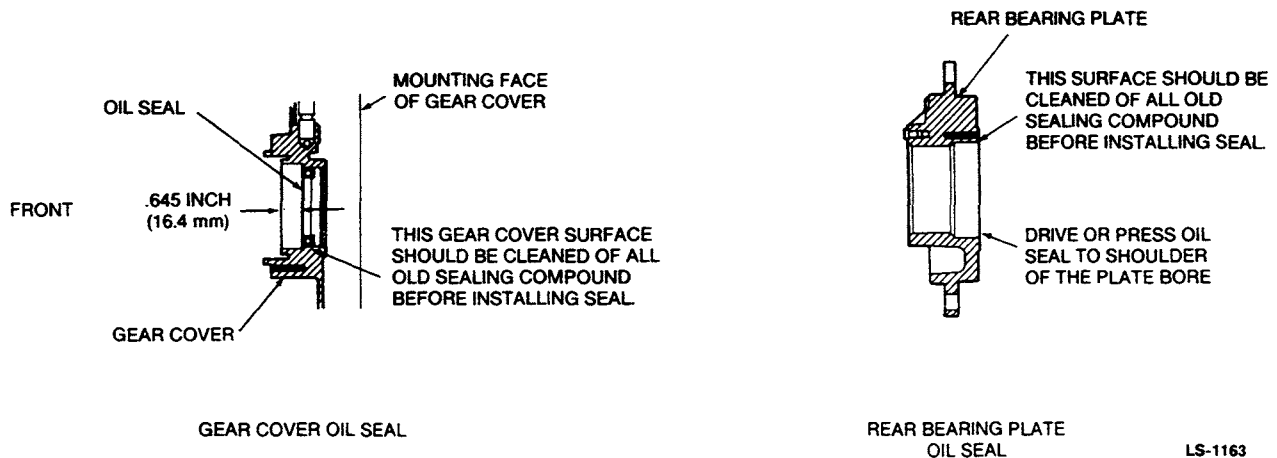 REAR BEARING PLATE
MOUNTING FACE
OF GEAR COVER
OIL SEAL
THIS SURFACE SHOULD BE
CLEANED OF ALL OLD
SEALING COMPOUND
BEFORE INSTALLING SEAL.
FRONT
.645 INCH
(16.4 mm)
THIS GEAR COVER SURFACE
SHOULD BE CLEANED OF ALL
OLD SEALING COMPOUND
BEFORE INSTALLING SEAL.
DRIVE OR PRESS OIL
SEAL TO SHOULDER
OF THE PLATE BORE
GEAR COVER
GEAR COVER OIL SEAL
REAR BEARING PLATE
OIL SEAL
LS-1163